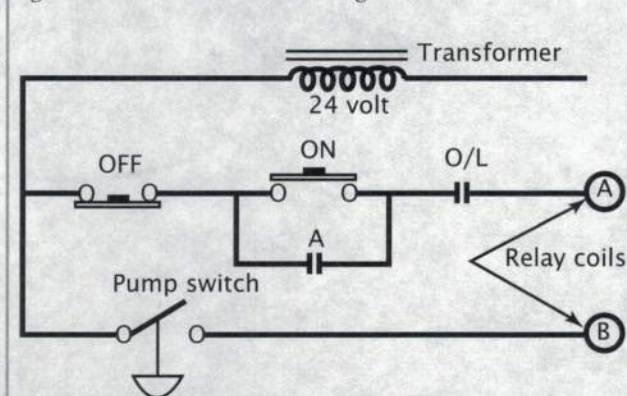 Transformer
24 volt
OFF
ON
O/L
A
A
Relay coils
Pump switch
B